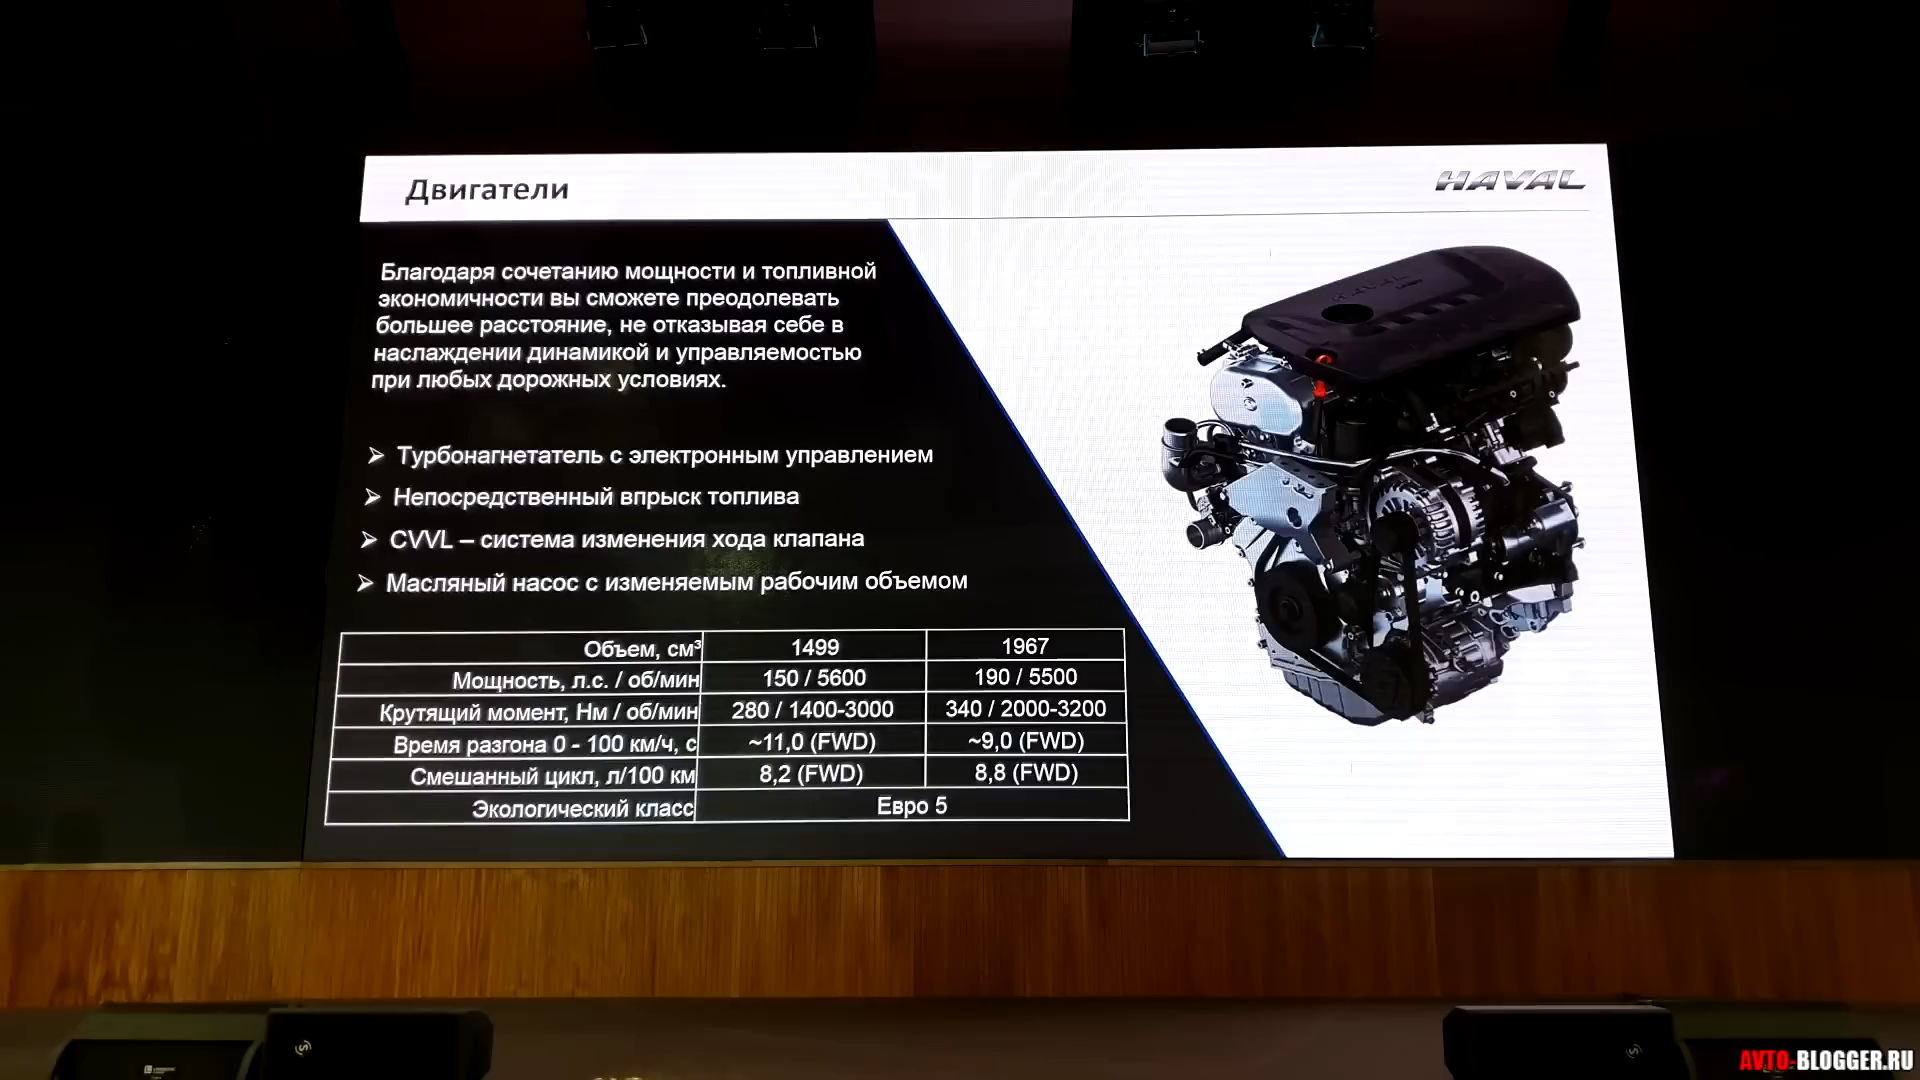 Двигатели
HAVAL
Благодаря сочетанию мощности и топливной
экономичности вы сможете преодолевать
большее расстояние, не отказывая себе в
наслаждении динамикой и управляемостью
при любых дорожных условиях.
➢ Турбонагнетатель с электронным управлением
➢ Непосредственный впрыск топлива
➢ CVVL – система изменения хода клапана
➢ Масляный насос с изменяемым рабочим объемом
Объем, см³ 1499 1967
Мощность, л.с. / об/мин 150 / 5600 190 / 5500
Крутящий момент, Нм / об/мин 280 / 1400-3000 340 / 2000-3200
Время разгона 0 - 100 км/ч, с ~11,0 (FWD) ~9,0 (FWD)
Смешанный цикл, л/100 км 8,2 (FWD) 8,8 (FWD)
Экологический класс Евро 5
AVTO-BLOGGER.RU